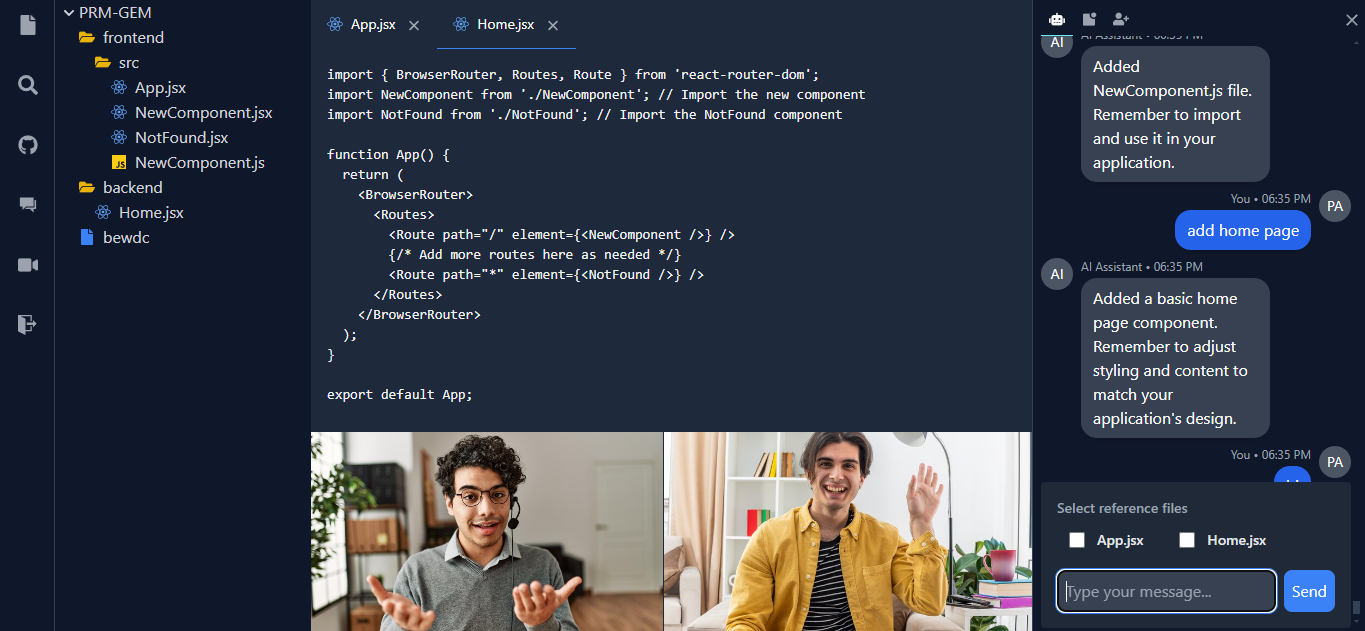 PRM-GEM
frontend
src
App.jsx
NewComponent.jsx
NotFound.jsx
JS NewComponent.js
backend
Home.jsx
bewdc
App.jsx
Home.jsx
import { BrowserRouter, Routes, Route } from 'react-router-dom';
import NewComponent from './NewComponent'; // Import the new component
import NotFound from './NotFound'; // Import the NotFound component
function App() {
return (
<BrowserRouter>
<Routes>
<Route path="/" element={<NewComponent />} />
{/* Add more routes here as needed */}
<Route path="*" element={<NotFound />} />
</Routes>
</BrowserRouter>
);
}
export default App;
AI Assistant • 06:35 PM
AI
Added
NewComponent.js file.
Remember to import
and use it in your
application.
You • 06:35 PM
PA
add home page
AI Assistant • 06:35 PM
AI
Added a basic home
page component.
Remember to adjust
styling and content to
match your
application's design.
You • 06:35 PM
PA
Select reference files
App.jsx
Home.jsx
Type your message...
Send